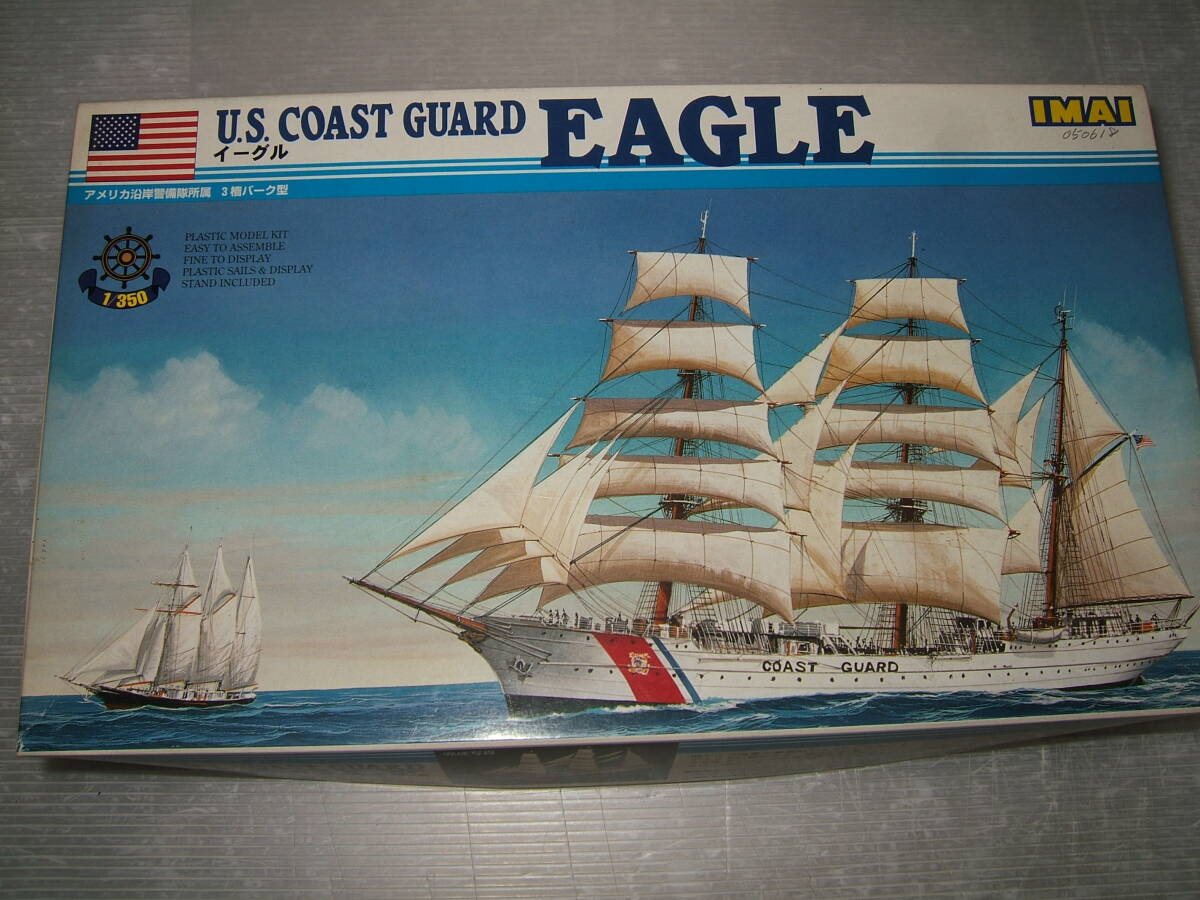 U.S. COAST GUARD EAGLE
イーグル
IMAI
050618
アメリカ沿岸警備隊所属 3檣バーク型
PLASTIC MODEL KIT
EASY TO ASSEMBLE
FINE TO DISPLAY
PLASTIC SAILS & DISPLAY
STAND INCLUDED
1/350
COAST GUARD